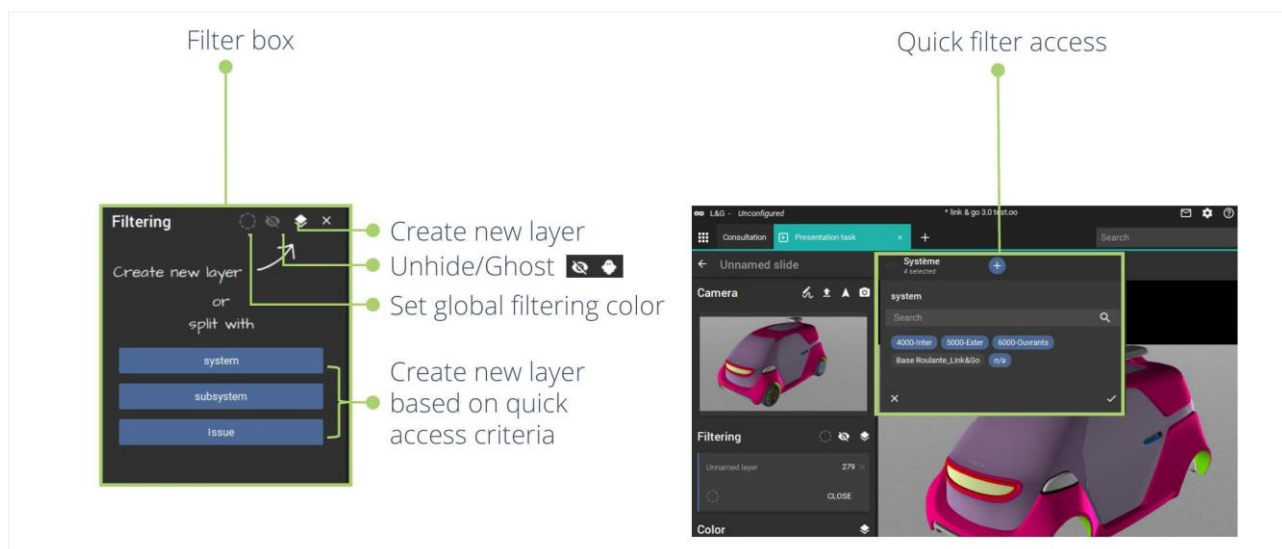 Filter box
Quick filter access
Filtering
Create new layer
or
split with
system
subsystem
Issue
Create new layer
Unhide/Ghost
Set global filtering color
Create new layer
based on quick
access criteria
L&G - Unconfigured
* link & go 3.0 test.oo
Consultation
Presentation task
Search
Unnamed slide
Système
4 selected
Camera
system
Search
4000-Inter 5000-Exter 6000-Ouvrants
Base Roulante_Link&Go n/a
Filtering
Unnamed layer 279
CLOSE
Color